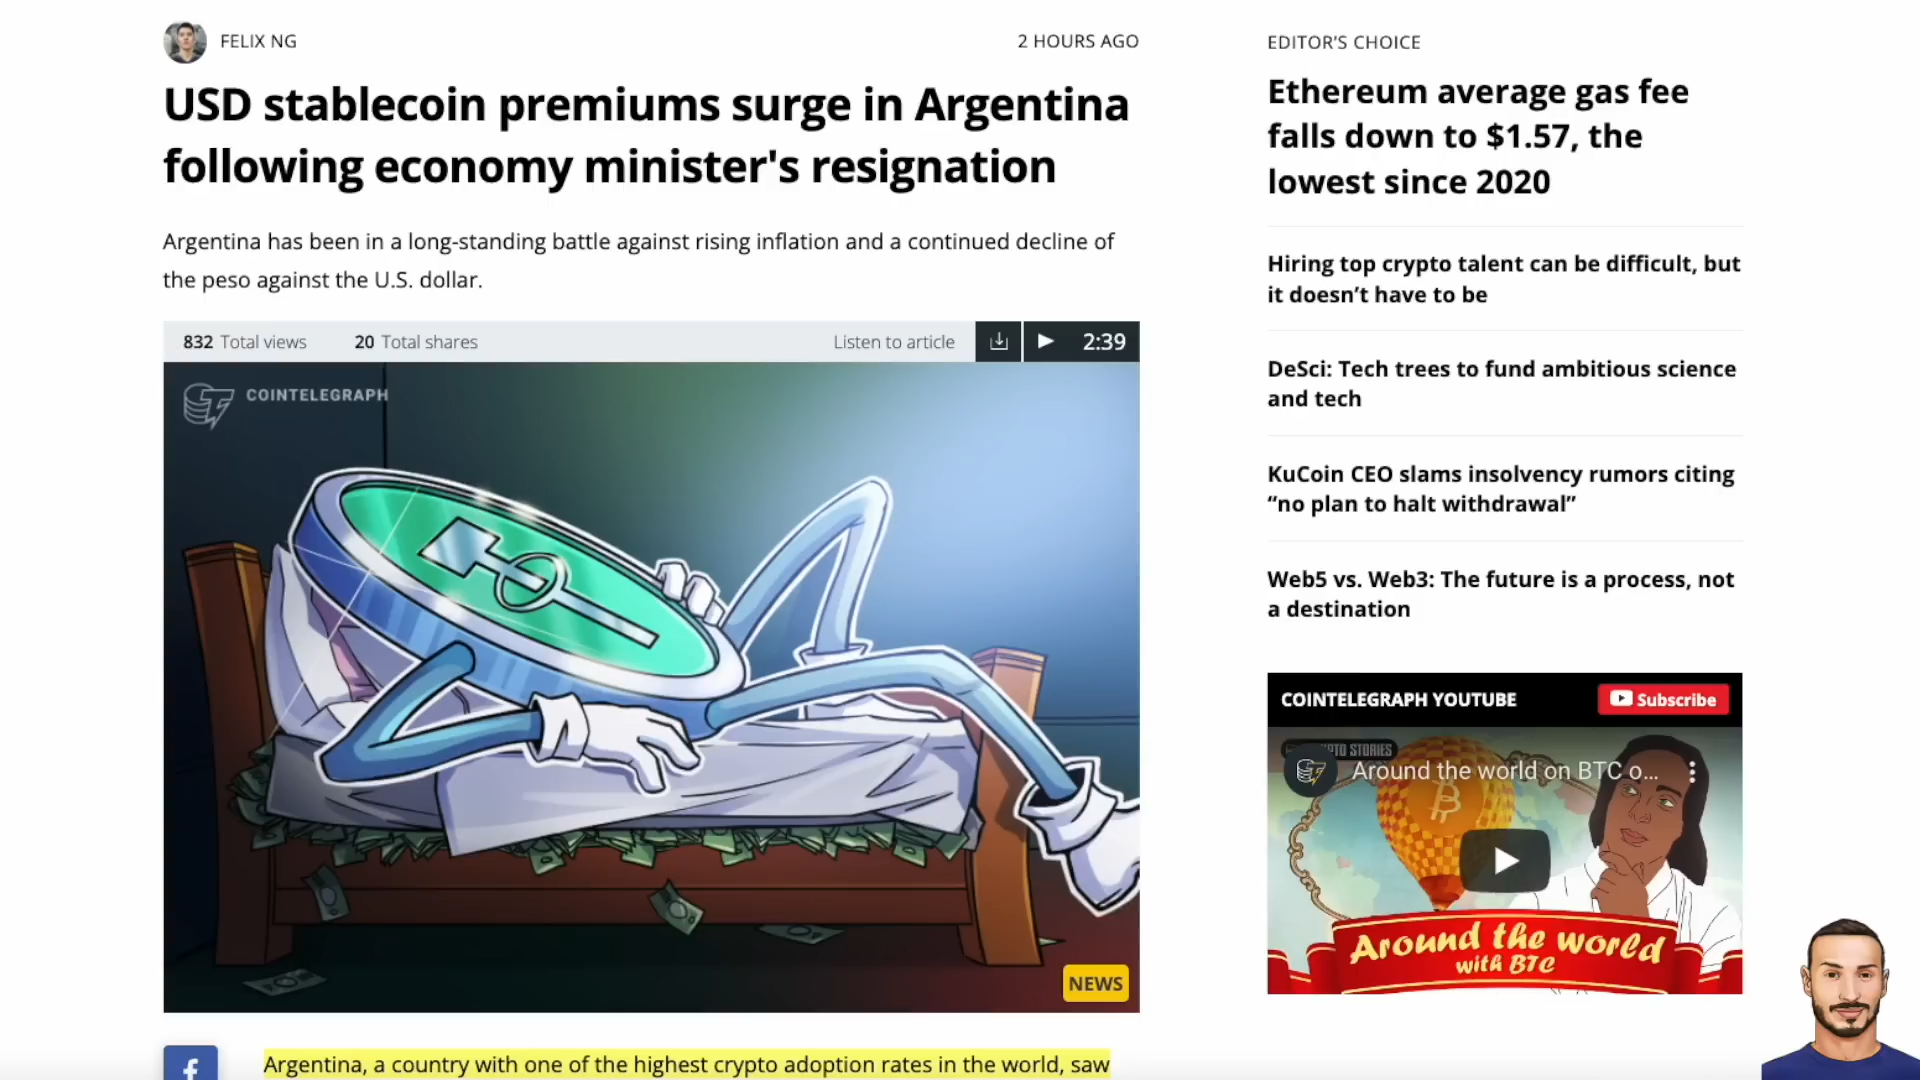 FELIX NG
2 HOURS AGO
USD stablecoin premiums surge in Argentina
following economy minister's resignation
Argentina has been in a long-standing battle against rising inflation and a continued decline of
the peso against the U.S. dollar.
832 Total views
20 Total shares
Listen to article
2:39
COINTELEGRAPH
NEWS
f
Argentina, a country with one of the highest crypto adoption rates in the world, saw
EDITOR’S CHOICE
Ethereum average gas fee
falls down to $1.57, the
lowest since 2020
Hiring top crypto talent can be difficult, but
it doesn’t have to be
DeSci: Tech trees to fund ambitious science
and tech
KuCoin CEO slams insolvency rumors citing
“no plan to halt withdrawal”
Web5 vs. Web3: The future is a process, not
a destination
COINTELEGRAPH YOUTUBE
Subscribe
STORIES
Around the world on BTC o...
Around the world
with BTC